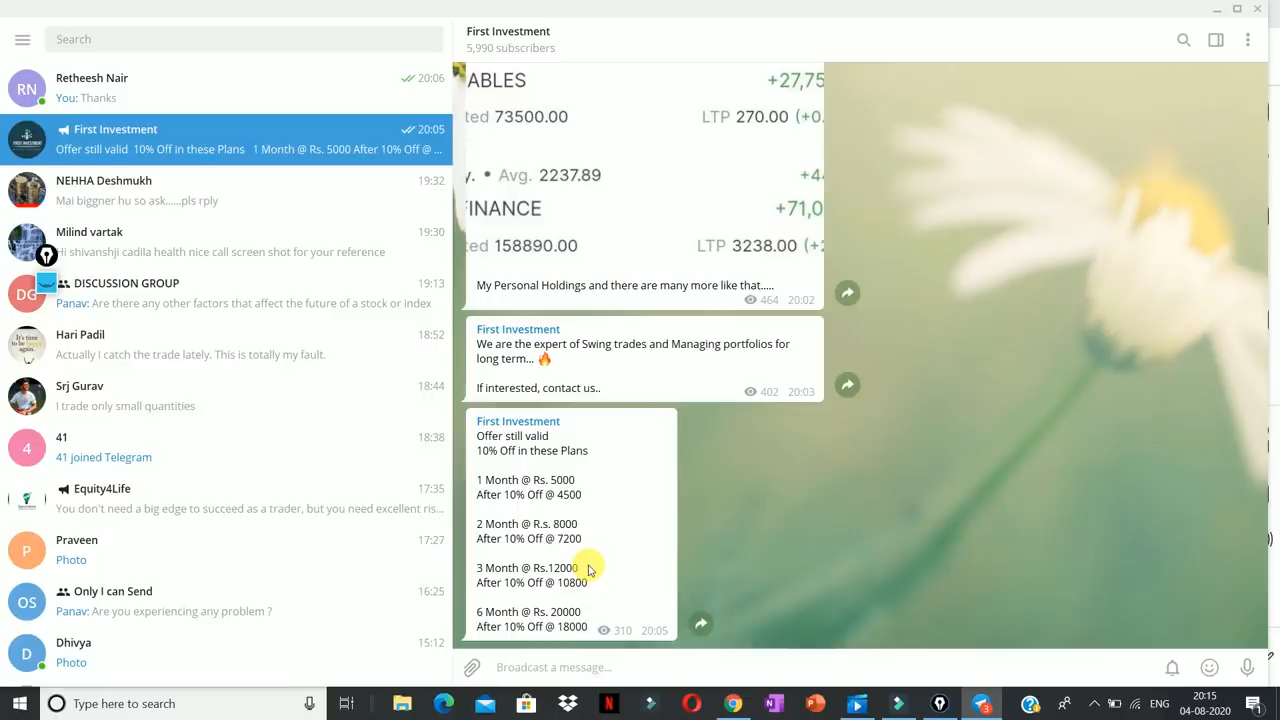 Search
RN
Retheesh Nair
20:06
You: Thanks
First Investment
20:05
Offer still valid 10% Off in these Plans 1 Month @ Rs. 5000 After 10% Off @ ...
NEHHA Deshmukh
19:32
Mai biggner hu so ask......pls rply
Milind vartak
19:30
Hi shivanshji cadila health nice call screen shot for your reference
DG
DISCUSSION GROUP
19:13
Panav: Are there any other factors that affect the future of a stock or index
Hari Padil
18:52
Actually I catch the trade lately. This is totally my fault.
Srj Gurav
18:44
I trade only small quantities
4
41
18:38
41 joined Telegram
Equity4Life
17:35
You don't need a big edge to succeed as a trader, but you need excellent ris...
P
Praveen
17:27
Photo
OS
Only I can Send
16:25
Panav: Are you experiencing any problem ?
D
Dhivya
15:12
Photo
First Investment
5,990 subscribers
ABLES
+27,75
ted 73500.00
LTP 270.00 (+0.
y. • Avg. 2237.89
+44
FINANCE
+71,0
ted 158890.00
LTP 3238.00 (+2
My Personal Holdings and there are many more like that.....
464 20:02
First Investment
We are the expert of Swing trades and Managing portfolios for
long term... 🔥
If interested, contact us..
402 20:03
First Investment
Offer still valid
10% Off in these Plans
1 Month @ Rs. 5000
After 10% Off @ 4500
2 Month @ R.s. 8000
After 10% Off @ 7200
3 Month @ Rs.12000
After 10% Off @ 10800
6 Month @ Rs. 20000
After 10% Off @ 18000
310 20:05
Broadcast a message...
Type here to search
ENG
20:15
04-08-2020